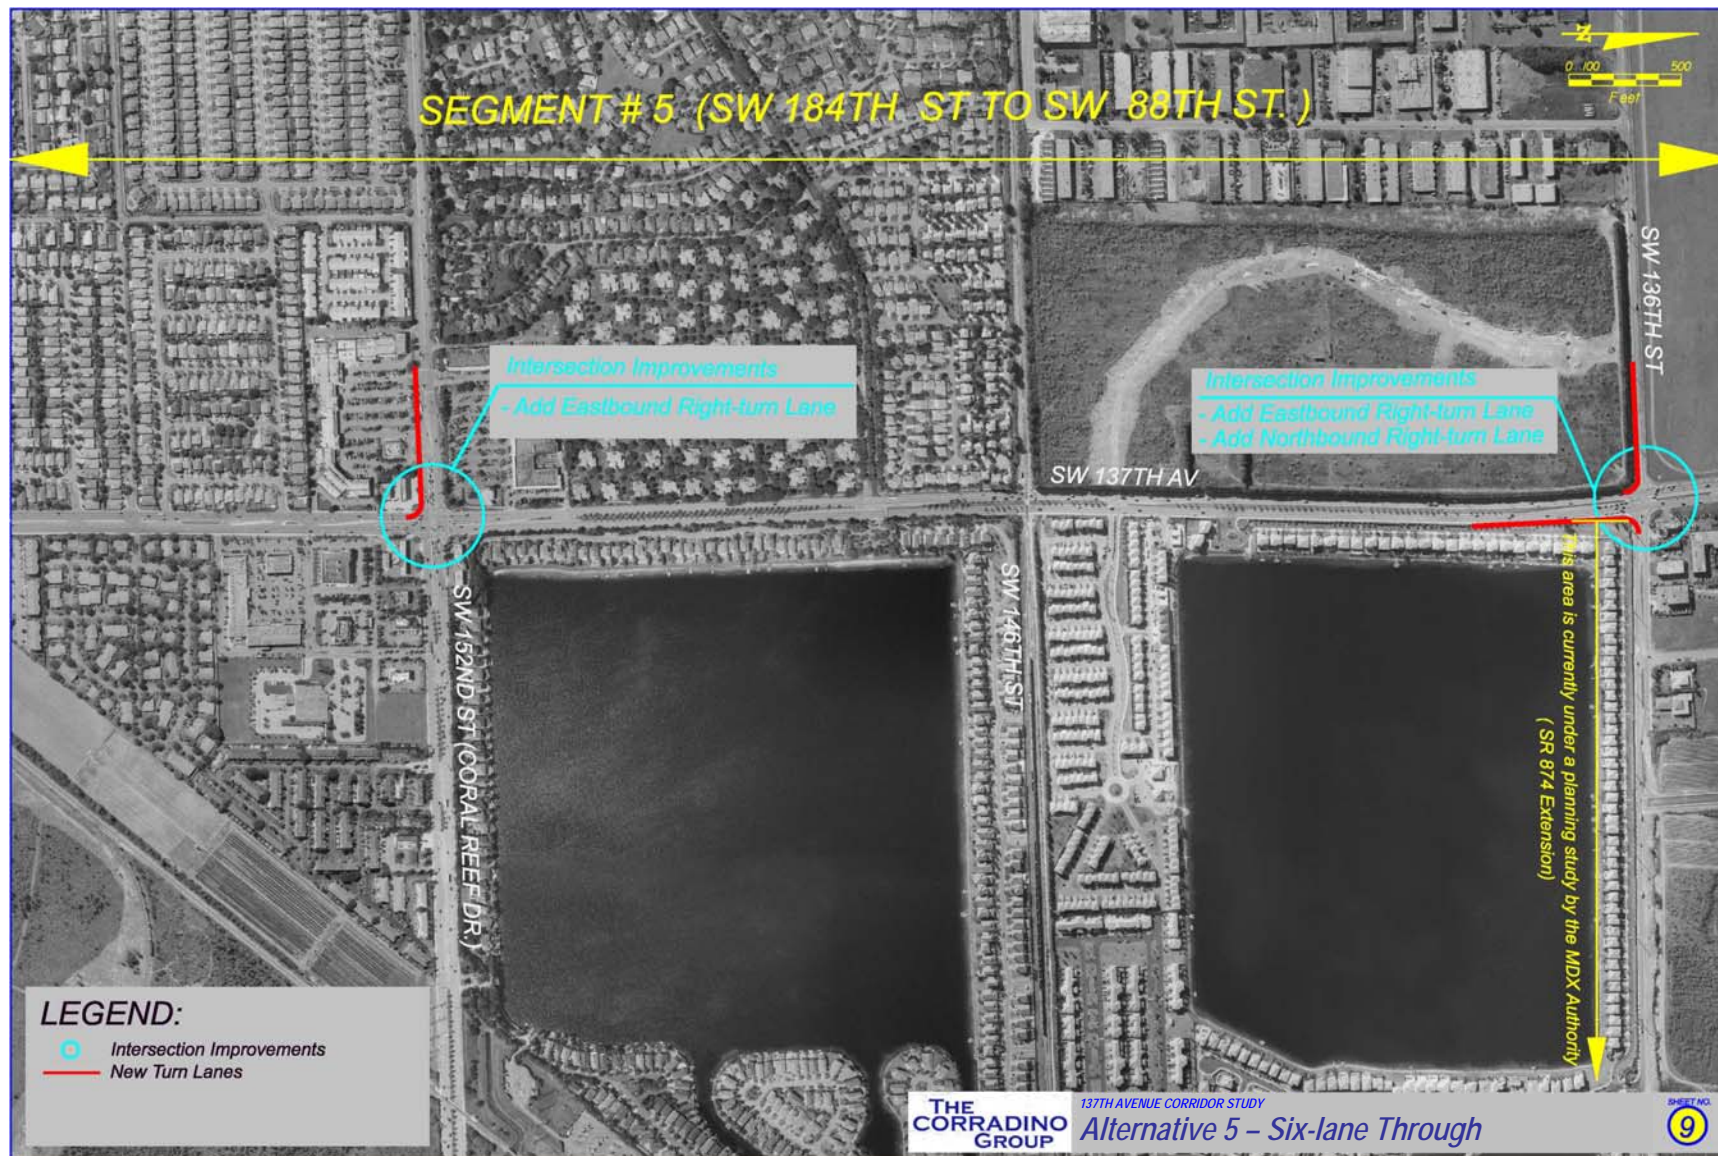 N
0 100 500
Feet
SEGMENT # 5 (SW 184TH ST TO SW 88TH ST. )
SW 136TH ST
Intersection Improvements
- Add Eastbound Right-turn Lane
Intersection Improvements
- Add Eastbound Right-turn Lane
- Add Northbound Right-turn Lane
SW 137TH AV
SW 152ND ST (CORAL REEF DR.)
SW 146TH ST
This area is currently under a planning study by the MDX Authority
( SR 874 Extension)
LEGEND:
Intersection Improvements
New Turn Lanes
THE
CORRADINO
GROUP
137TH AVENUE CORRIDOR STUDY
Alternative 5 – Six-lane Through
SHEET NO.
9